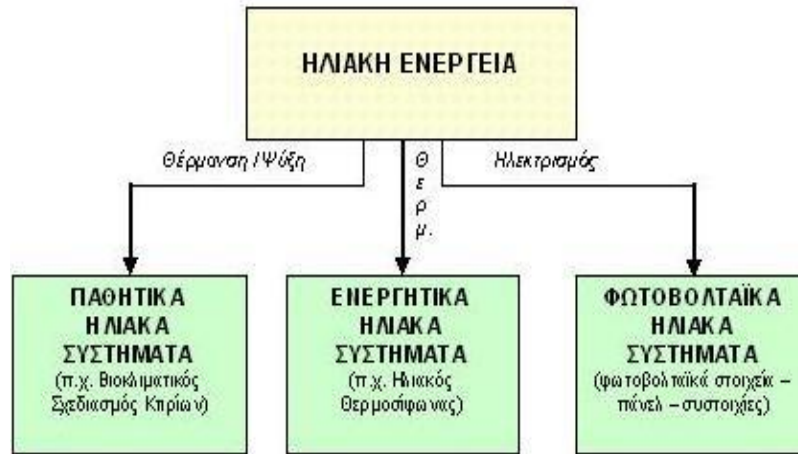 ΗΛΙΑΚΗ ΕΝΕΡΓΕΙΑ
Θέρμανση / Ψύξη
Θερμ.
Ηλεκτρισμός
ΠΑΘΗΤΙΚΑ
ΗΛΙΑΚΑ
ΣΥΣΤΗΜΑΤΑ
(π.χ. Βιοκλιματικός
Σχεδιασμός Κτιρίων)
ΕΝΕΡΓΗΤΙΚΑ
ΗΛΙΑΚΑ
ΣΥΣΤΗΜΑΤΑ
(π.χ. Ηλιακός
Θερμοσίφωνας)
ΦΩΤΟΒΟΛΤΑΪΚΑ
ΗΛΙΑΚΑ
ΣΥΣΤΗΜΑΤΑ
(φωτοβολταϊκά στοιχεία –
πάνελ – συστοιχίες)